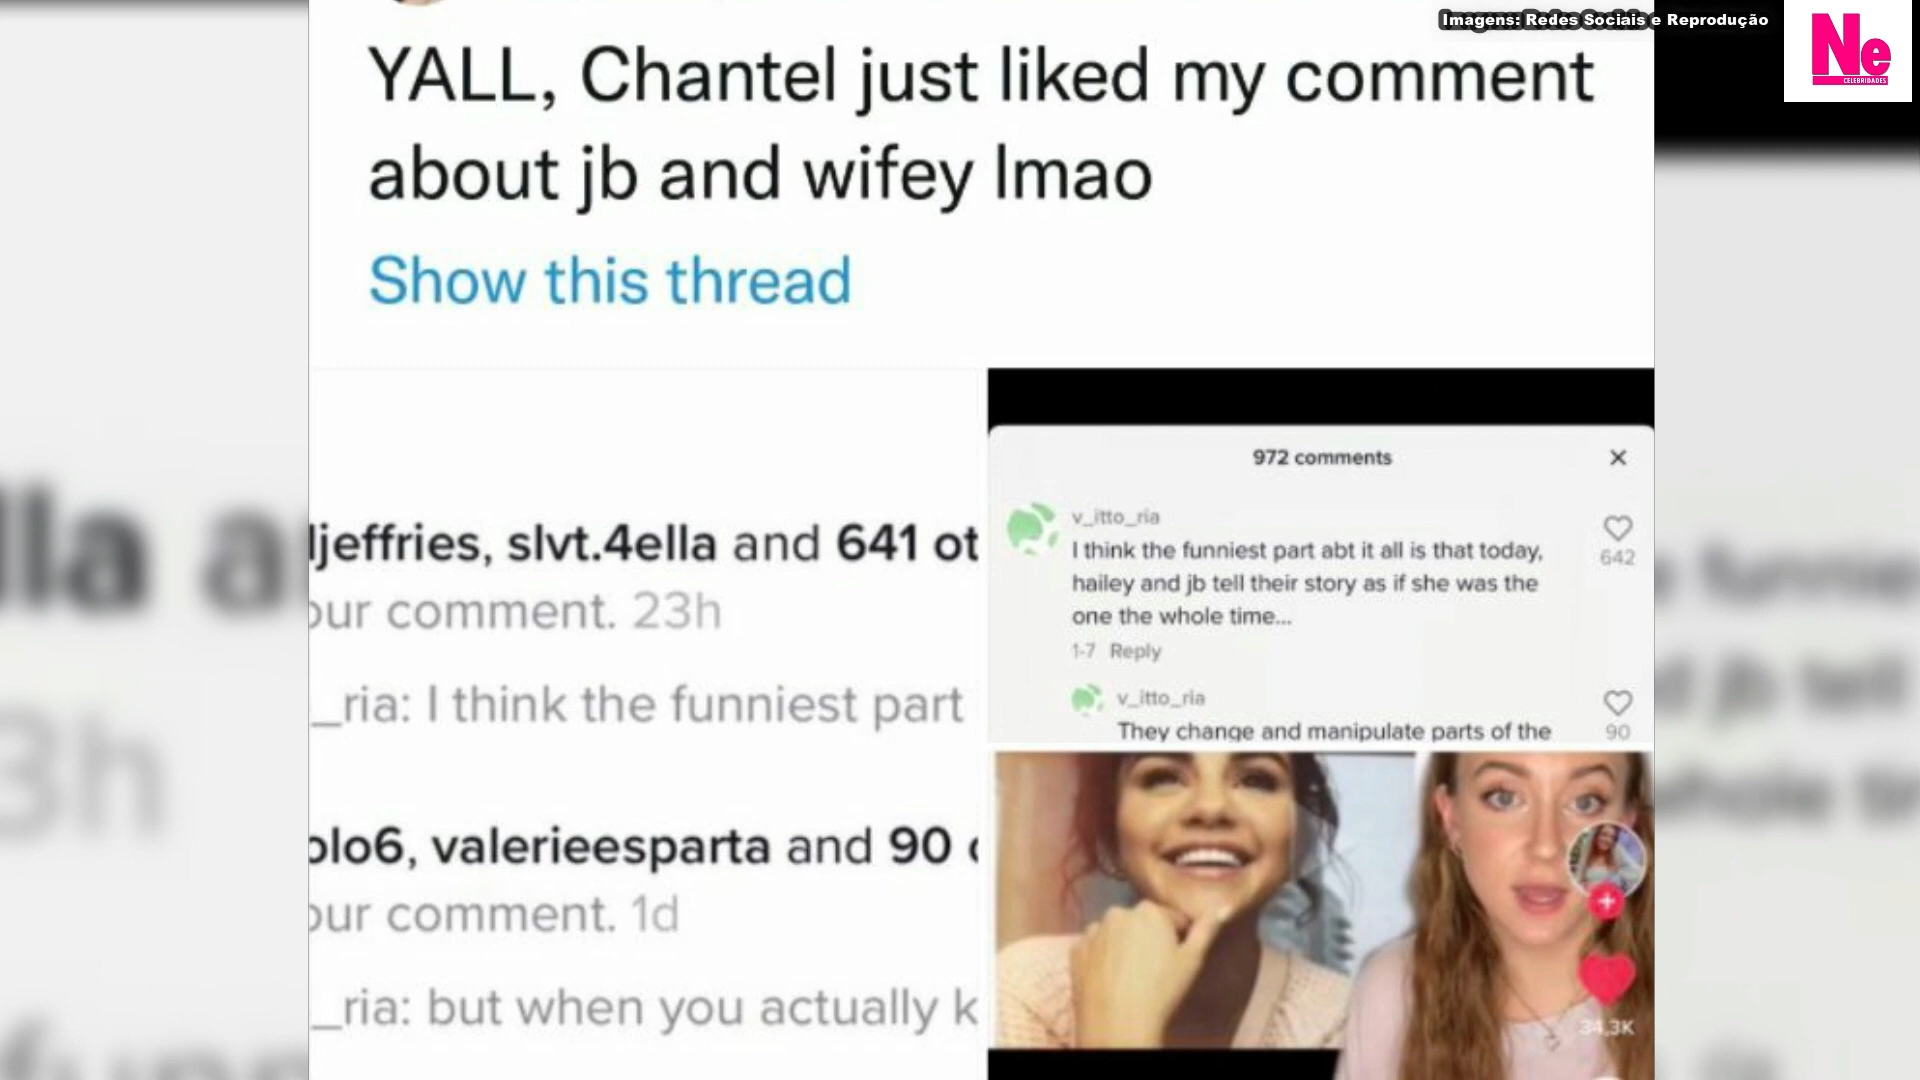 Imagens: Redes Sociais e Reprodução
Ne
CELEBRIDADES
YALL, Chantel just liked my comment
about jb and wifey lmao
Show this thread
ljeffries, slvt.4ella and 641 ot
our comment. 23h
_ria: I think the funniest part
olo6, valerieesparta and 90
our comment. 1d
_ria: but when you actually k
972 comments
v_itto_ria
I think the funniest part abt it all is that today,
hailey and jb tell their story as if she was the
one the whole time...
642
1-7 Reply
v_itto_ria
They change and manipulate parts of the
90
34.3K